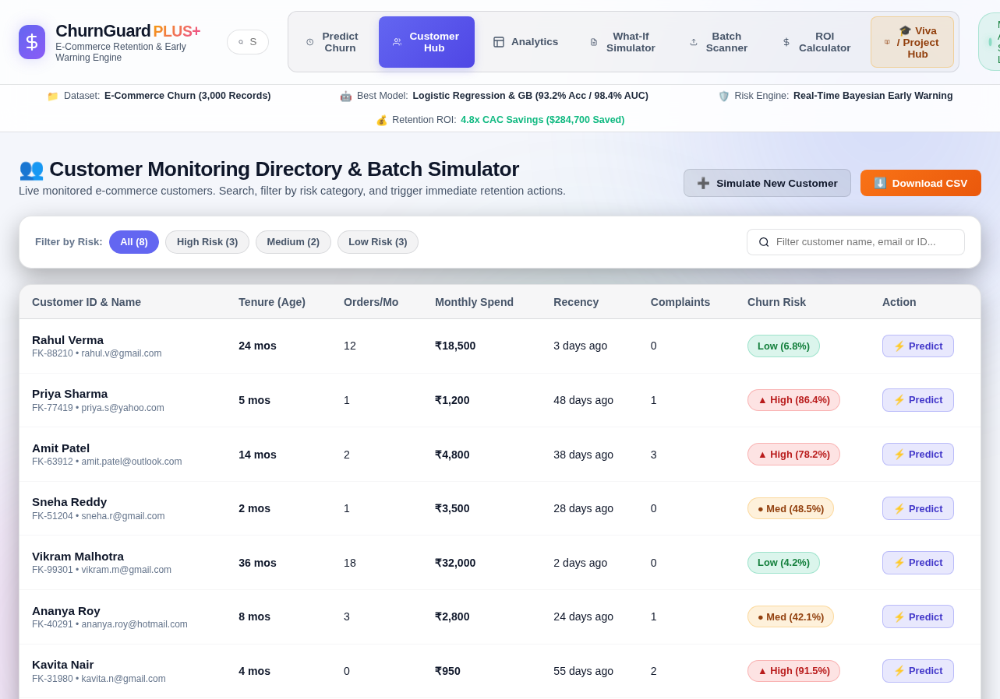 ChurnGuard PLUS+
E-Commerce Retention & Early
Warning Engine
S
Predict
Churn
Customer
Hub
Analytics
What-If
Simulator
Batch
Scanner
ROI
Calculator
🎓 Viva
/ Project
Hub
📁 Dataset: E-Commerce Churn (3,000 Records)
🤖 Best Model: Logistic Regression & GB (93.2% Acc / 98.4% AUC)
🛡️ Risk Engine: Real-Time Bayesian Early Warning
💰 Retention ROI: 4.8x CAC Savings ($284,700 Saved)
👥 Customer Monitoring Directory & Batch Simulator
Live monitored e-commerce customers. Search, filter by risk category, and trigger immediate retention actions.
➕ Simulate New Customer
⬇️ Download CSV
Filter by Risk: All (8) High Risk (3) Medium (2) Low Risk (3)
Filter customer name, email or ID...
Customer ID & Name Tenure (Age) Orders/Mo Monthly Spend Recency Complaints Churn Risk Action
Rahul Verma
FK-88210 • rahul.v@gmail.com
24 mos 12 ₹18,500 3 days ago 0 Low (6.8%) ⚡ Predict
Priya Sharma
FK-77419 • priya.s@yahoo.com
5 mos 1 ₹1,200 48 days ago 1 ▲ High (86.4%) ⚡ Predict
Amit Patel
FK-63912 • amit.patel@outlook.com
14 mos 2 ₹4,800 38 days ago 3 ▲ High (78.2%) ⚡ Predict
Sneha Reddy
FK-51204 • sneha.r@gmail.com
2 mos 1 ₹3,500 28 days ago 0 ● Med (48.5%) ⚡ Predict
Vikram Malhotra
FK-99301 • vikram.m@gmail.com
36 mos 18 ₹32,000 2 days ago 0 Low (4.2%) ⚡ Predict
Ananya Roy
FK-40291 • ananya.roy@hotmail.com
8 mos 3 ₹2,800 24 days ago 1 ● Med (42.1%) ⚡ Predict
Kavita Nair
FK-31980 • kavita.n@gmail.com
4 mos 0 ₹950 55 days ago 2 ▲ High (91.5%) ⚡ Predict